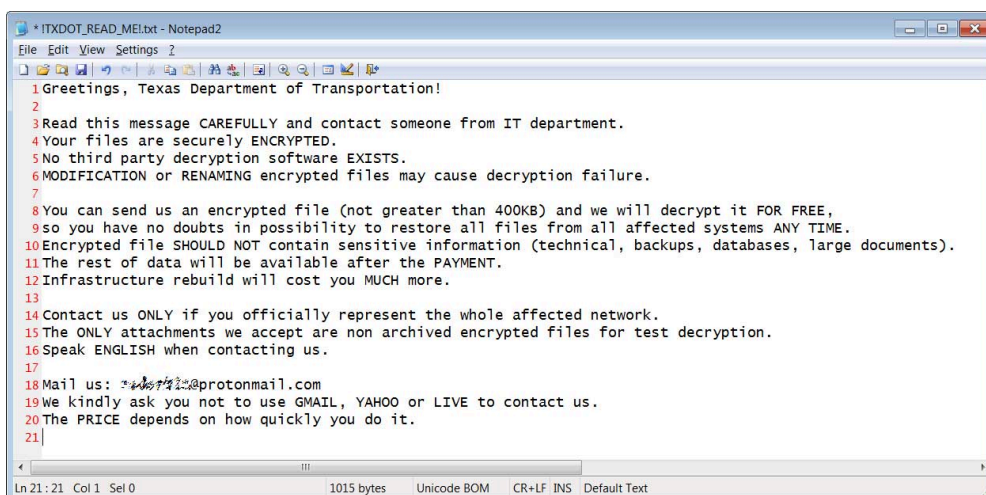 * !TXDOT_READ_ME!.txt - Notepad2
File Edit View Settings ?
1 Greetings, Texas Department of Transportation!
2
3 Read this message CAREFULLY and contact someone from IT department.
4 Your files are securely ENCRYPTED.
5 No third party decryption software EXISTS.
6 MODIFICATION or RENAMING encrypted files may cause decryption failure.
7
8 You can send us an encrypted file (not greater than 400KB) and we will decrypt it FOR FREE,
9 so you have no doubts in possibility to restore all files from all affected systems ANY TIME.
10 Encrypted file SHOULD NOT contain sensitive information (technical, backups, databases, large documents).
11 The rest of data will be available after the PAYMENT.
12 Infrastructure rebuild will cost you MUCH more.
13
14 Contact us ONLY if you officially represent the whole affected network.
15 The ONLY attachments we accept are non archived encrypted files for test decryption.
16 Speak ENGLISH when contacting us.
17
18 Mail us: @protonmail.com
19 We kindly ask you not to use GMAIL, YAHOO or LIVE to contact us.
20 The PRICE depends on how quickly you do it.
21
Ln 21 : 21 Col 1 Sel 0 1015 bytes Unicode BOM CR+LF INS Default Text